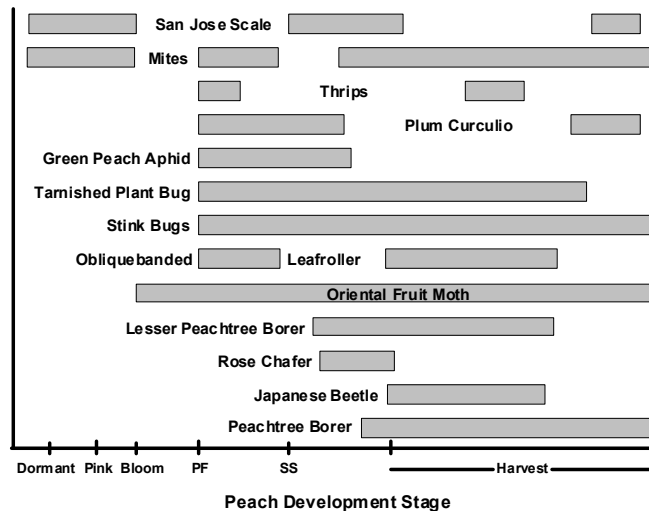 San Jose Scale
Mites
Thrips
Plum Curculio
Green Peach Aphid
Tarnished Plant Bug
Stink Bugs
Obliquebanded Leafroller
Oriental Fruit Moth
Lesser Peachtree Borer
Rose Chafer
Japanese Beetle
Peachtree Borer
Dormant Pink Bloom PF SS Harvest
Peach Development Stage